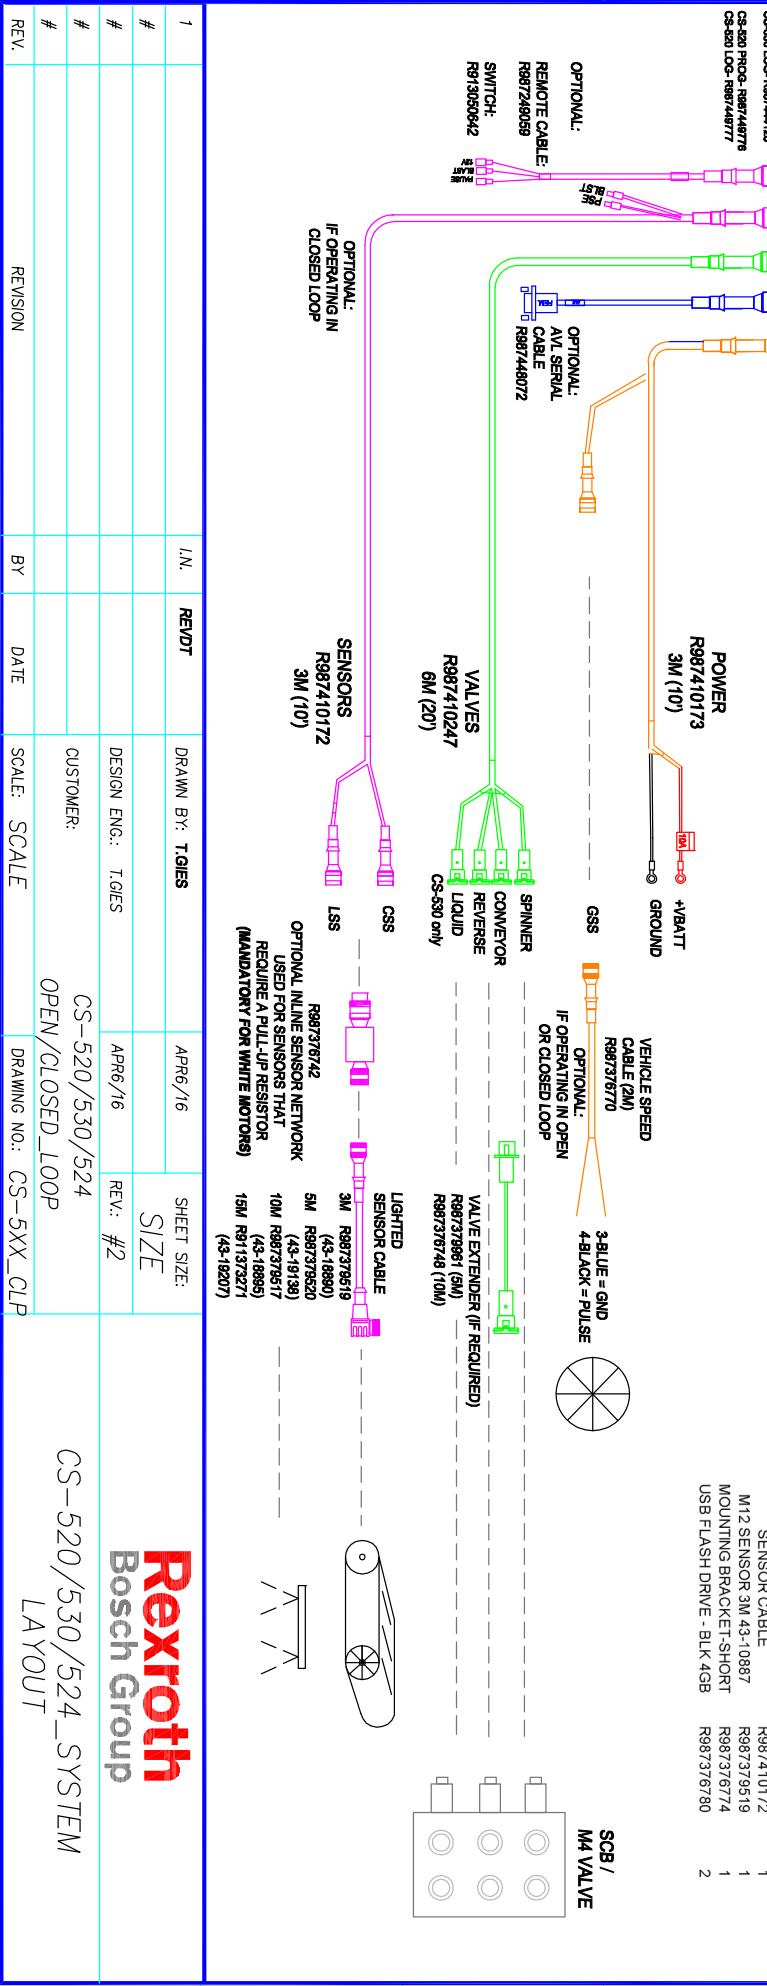 CS-520 PROG- R987449776
CS-520 LOG- R987449777
OPTIONAL:
REMOTE CABLE:
R987249059
SWITCH:
R913050642
12V
BLAST
PAUSE
BLST
PSE
OPTIONAL:
IF OPERATING IN
CLOSED LOOP
FEM.
OPTIONAL:
AVL SERIAL
CABLE
R987448072
POWER
R987410173
3M (10')
VALVES
R987410247
6M (20')
SENSORS
R987410172
3M (10')
10A
+VBATT
GROUND
GSS
SPINNER
CONVEYOR
REVERSE
LIQUID
CS-530 only
CSS
LSS
VEHICLE SPEED
CABLE (2M)
R987376770
OPTIONAL:
IF OPERATING IN OPEN
OR CLOSED LOOP
3-BLUE = GND
4-BLACK = PULSE
R987376742
OPTIONAL INLINE SENSOR NETWORK
USED FOR SENSORS THAT
REQUIRE A PULL-UP RESISTOR
(MANDATORY FOR WHITE MOTORS)
VALVE EXTENDER (IF REQUIRED)
R987379961 (5M)
R987376748 (10M)
LIGHTED
SENSOR CABLE
3M R987379519
(43-18890)
5M R987379520
(43-19138)
10M R987379517
(43-18895)
15M R911373271
(43-19207)
SENSOR CABLE R987410172 1
M12 SENSOR 3M 43-10887 R987379519 1
MOUNTING BRACKET-SHORT R987376774 1
USB FLASH DRIVE - BLK 4GB R987376780 2
SCB /
M4 VALVE
1 I.N. REVDT
#
#
#
#
REV. REVISION BY DATE
DRAWN BY: T.GIES APR6/16
DESIGN ENG.: T.GIES APR6/16
SHEET SIZE:
SIZE
REV.: #2
CUSTOMER:
CS-520/530/524
OPEN/CLOSED_LOOP
SCALE: SCALE
DRAWING NO.: CS-5XX_CLP
Rexroth
Bosch Group
CS-520/530/524_SYSTEM
LAYOUT